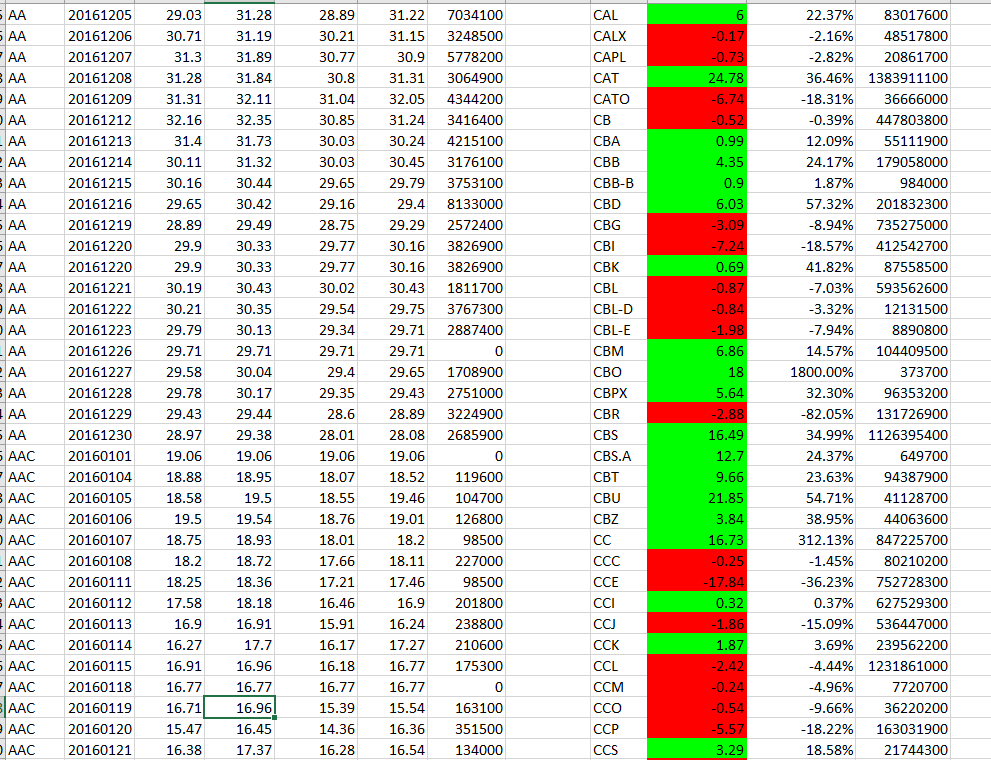 AA 20161205 29.03 31.28 28.89 31.22 7034100 CAL 6 22.37% 83017600
AA 20161206 30.71 31.19 30.21 31.15 3248500 CALX -0.17 -2.16% 48517800
AA 20161207 31.3 31.89 30.77 30.9 5778200 CAPL -0.73 -2.82% 20861700
AA 20161208 31.28 31.84 30.8 31.31 3064900 CAT 24.78 36.46% 1383911100
AA 20161209 31.31 32.11 31.04 32.05 4344200 CATO -6.74 -18.31% 36666000
AA 20161212 32.16 32.35 30.85 31.24 3416400 CB -0.52 -0.39% 447803800
AA 20161213 31.4 31.73 30.03 30.24 4215100 CBA 0.99 12.09% 55111900
AA 20161214 30.11 31.32 30.03 30.45 3176100 CBB 4.35 24.17% 179058000
AA 20161215 30.16 30.44 29.65 29.79 3753100 CBB-B 0.9 1.87% 984000
AA 20161216 29.65 30.42 29.16 29.4 8133000 CBD 6.03 57.32% 201832300
AA 20161219 28.89 29.49 28.75 29.29 2572400 CBG -3.09 -8.94% 735275000
AA 20161220 29.9 30.33 29.77 30.16 3826900 CBI -7.24 -18.57% 412542700
AA 20161220 29.9 30.33 29.77 30.16 3826900 CBK 0.69 41.82% 87558500
AA 20161221 30.19 30.43 30.02 30.43 1811700 CBL -0.87 -7.03% 593562600
AA 20161222 30.21 30.35 29.54 29.75 3767300 CBL-D -0.84 -3.32% 12131500
AA 20161223 29.79 30.13 29.34 29.71 2887400 CBL-E -1.98 -7.94% 8890800
AA 20161226 29.71 29.71 29.71 29.71 0 CBM 6.86 14.57% 104409500
AA 20161227 29.58 30.04 29.4 29.65 1708900 CBO 18 1800.00% 373700
AA 20161228 29.78 30.17 29.35 29.43 2751000 CBPX 5.64 32.30% 96353200
AA 20161229 29.43 29.44 28.6 28.89 3224900 CBR -2.88 -82.05% 131726900
AA 20161230 28.97 29.38 28.01 28.08 2685900 CBS 16.49 34.99% 1126395400
AAC 20160101 19.06 19.06 19.06 19.06 0 CBS.A 12.7 24.37% 649700
AAC 20160104 18.88 18.95 18.07 18.52 119600 CBT 9.66 23.63% 94387900
AAC 20160105 18.58 19.5 18.55 19.46 104700 CBU 21.85 54.71% 41128700
AAC 20160106 19.5 19.54 18.76 19.01 126800 CBZ 3.84 38.95% 44063600
AAC 20160107 18.75 18.93 18.01 18.2 98500 CC 16.73 312.13% 847225700
AAC 20160108 18.2 18.72 17.66 18.11 227000 CCC -0.25 -1.45% 80210200
AAC 20160111 18.25 18.36 17.21 17.46 98500 CCE -17.84 -36.23% 752728300
AAC 20160112 17.58 18.18 16.46 16.9 201800 CCI 0.32 0.37% 627529300
AAC 20160113 16.9 16.91 15.91 16.24 238800 CCJ -1.86 -15.09% 536447000
AAC 20160114 16.27 17.7 16.17 17.27 210600 CCK 1.87 3.69% 239562200
AAC 20160115 16.91 16.96 16.18 16.77 175300 CCL -2.42 -4.44% 1231861000
AAC 20160118 16.77 16.77 16.77 16.77 0 CCM -0.24 -4.96% 7720700
AAC 20160119 16.71 16.96 15.39 15.54 163100 CCO -0.54 -9.66% 36220200
AAC 20160120 15.47 16.45 14.36 16.36 351500 CCP -5.57 -18.22% 163031900
AAC 20160121 16.38 17.37 16.28 16.54 134000 CCS 3.29 18.58% 21744300